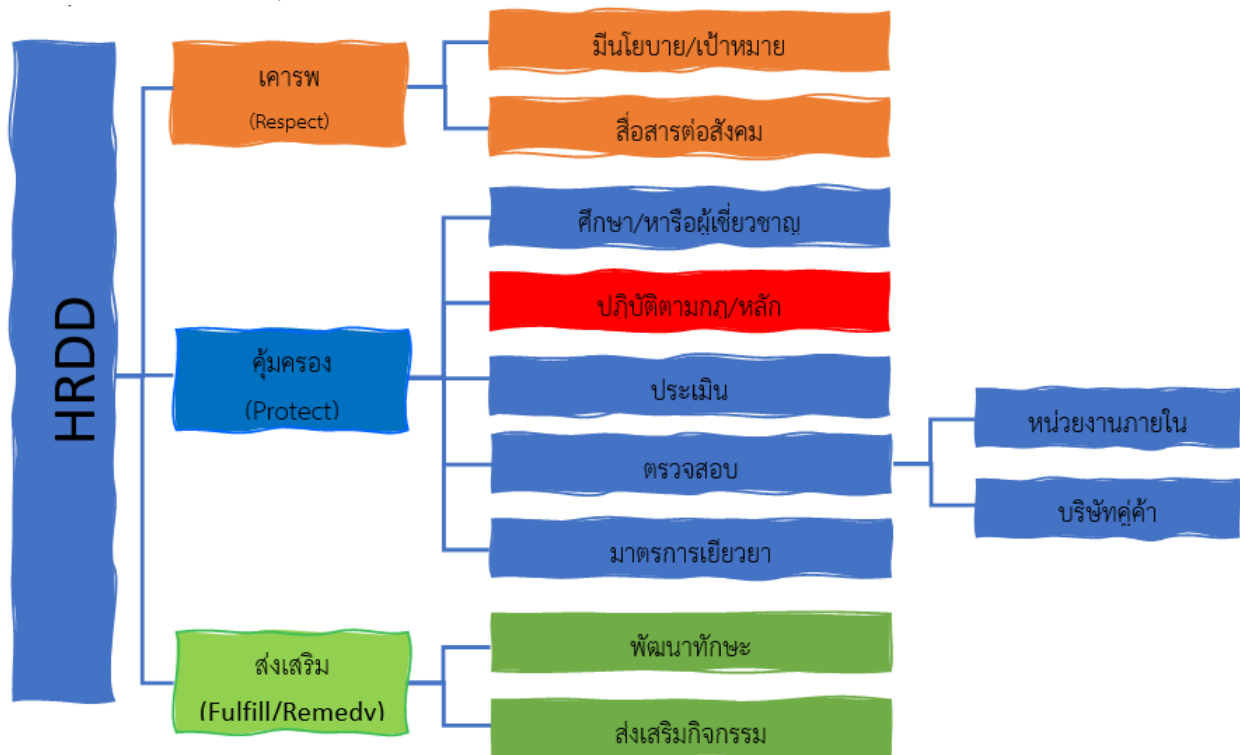 HRDD
เคารพ
(Respect)
มีนโยบาย/เป้าหมาย
สื่อสารต่อสังคม
คุ้มครอง
(Protect)
ศึกษา/หารือผู้เชี่ยวชาญ
ปฏิบัติตามกฎ/หลัก
ประเมิน
ตรวจสอบ
หน่วยงานภายใน
บริษัทคู่ค้า
มาตรการเยียวยา
ส่งเสริม
(Fulfill/Remedy)
พัฒนาทักษะ
ส่งเสริมกิจกรรม